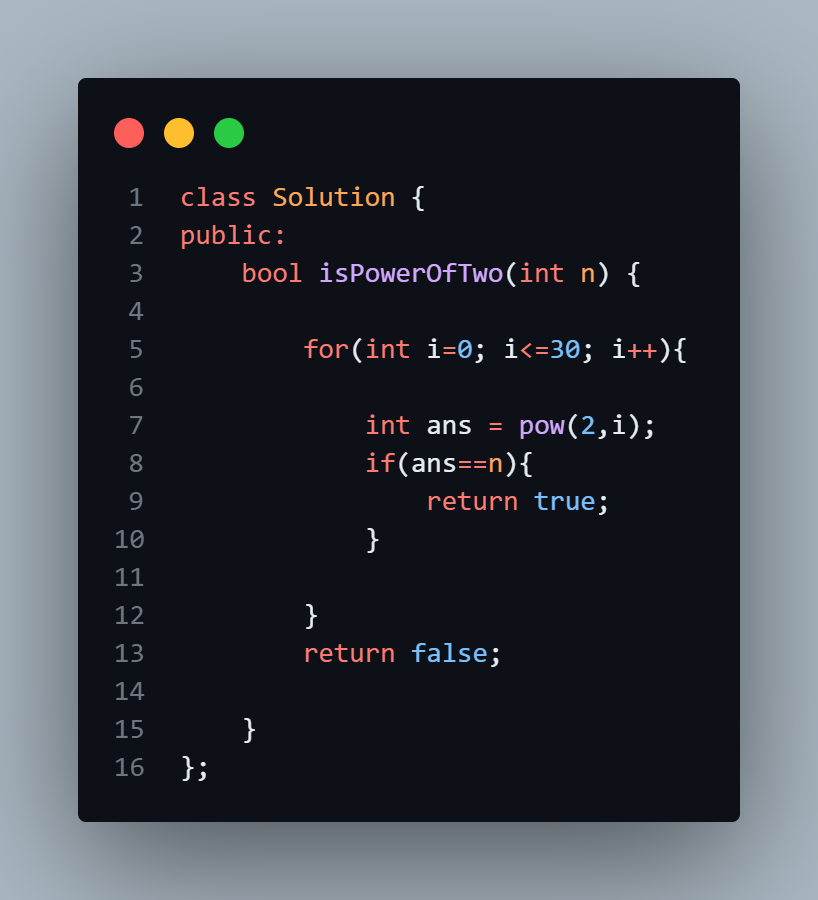 1 class Solution {
2 public:
3     bool isPowerOfTwo(int n) {
4
5         for(int i=0; i<=30; i++){
6
7             int ans = pow(2,i);
8             if(ans==n){
9                 return true;
10             }
11
12         }
13         return false;
14
15     }
16 };